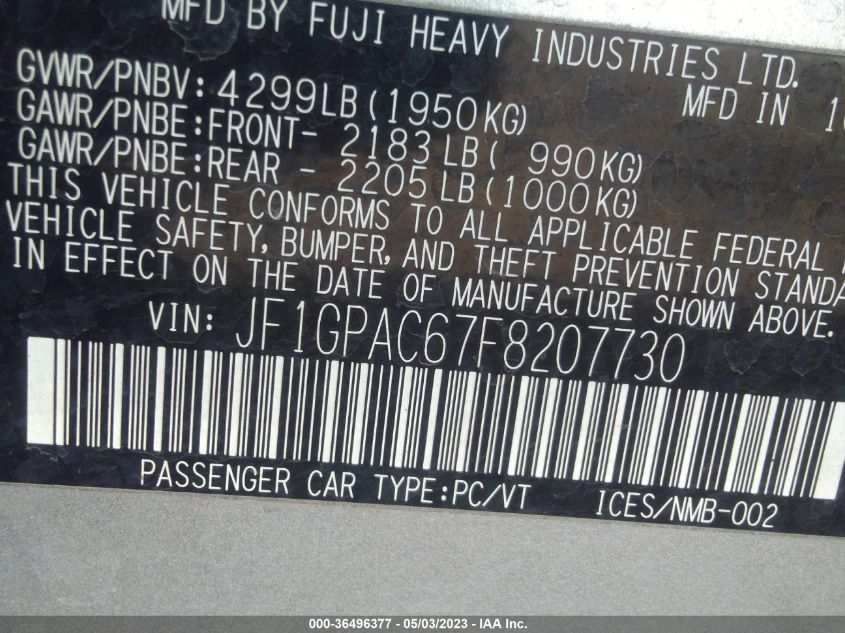 MFD BY FUJI HEAVY INDUSTRIES LTD.
GVWR/PNBV: 4299LB (1950KG) MFD IN
GAWR/PNBE:FRONT- 2183LB( 990KG)
GAWR/PNBE:REAR - 2205LB(1000KG)
THIS VEHICLE CONFORMS TO ALL APPLICABLE FEDERAL
VEHICLE SAFETY, BUMPER, AND THEFT PREVENTION
IN EFFECT ON THE DATE OF MANUFACTURE SHOWN ABOVE.
VIN: JF1GPAC67F8207730
PASSENGER CAR TYPE:PC/VT ICES/NMB-002
000-36496377 - 05/03/2023 - IAA Inc.